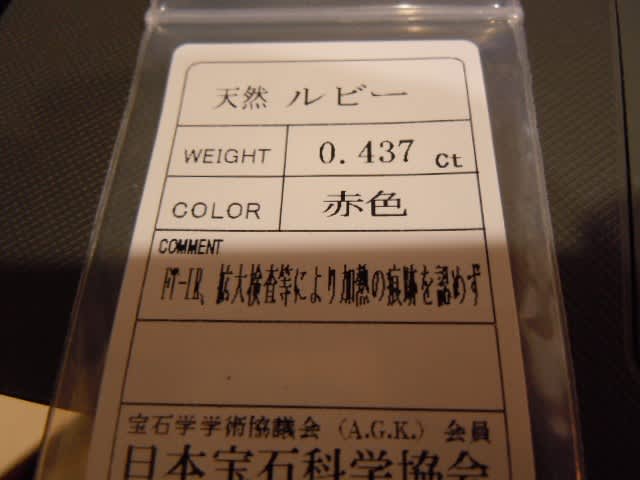 天然 ルビー
WEIGHT 0.437 ct
COLOR 赤色
COMMENT
FT-IR、拡大検査等により加熱の痕跡を認めず
宝石学学術協議会 (A.G.K.) 会員
日本宝石科学協会